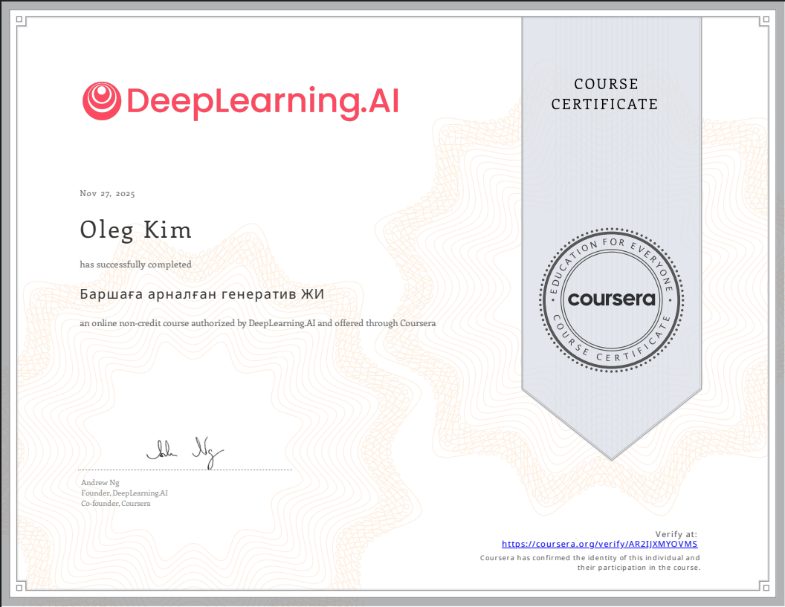 DeepLearning.AI
COURSE
CERTIFICATE
Nov 27, 2025
Oleg Kim
has successfully completed
Баршаға арналған генератив ЖИ
an online non-credit course authorized by DeepLearning.AI and offered through Coursera
EDUCATION FOR EVERYONE
coursera
COURSE CERTIFICATE
Andrew Ng
Founder, DeepLearning.AI
Co-founder, Coursera
Verify at:
https://coursera.org/verify/AR2IJXMYOVMS
Coursera has confirmed the identity of this individual and
their participation in the course.